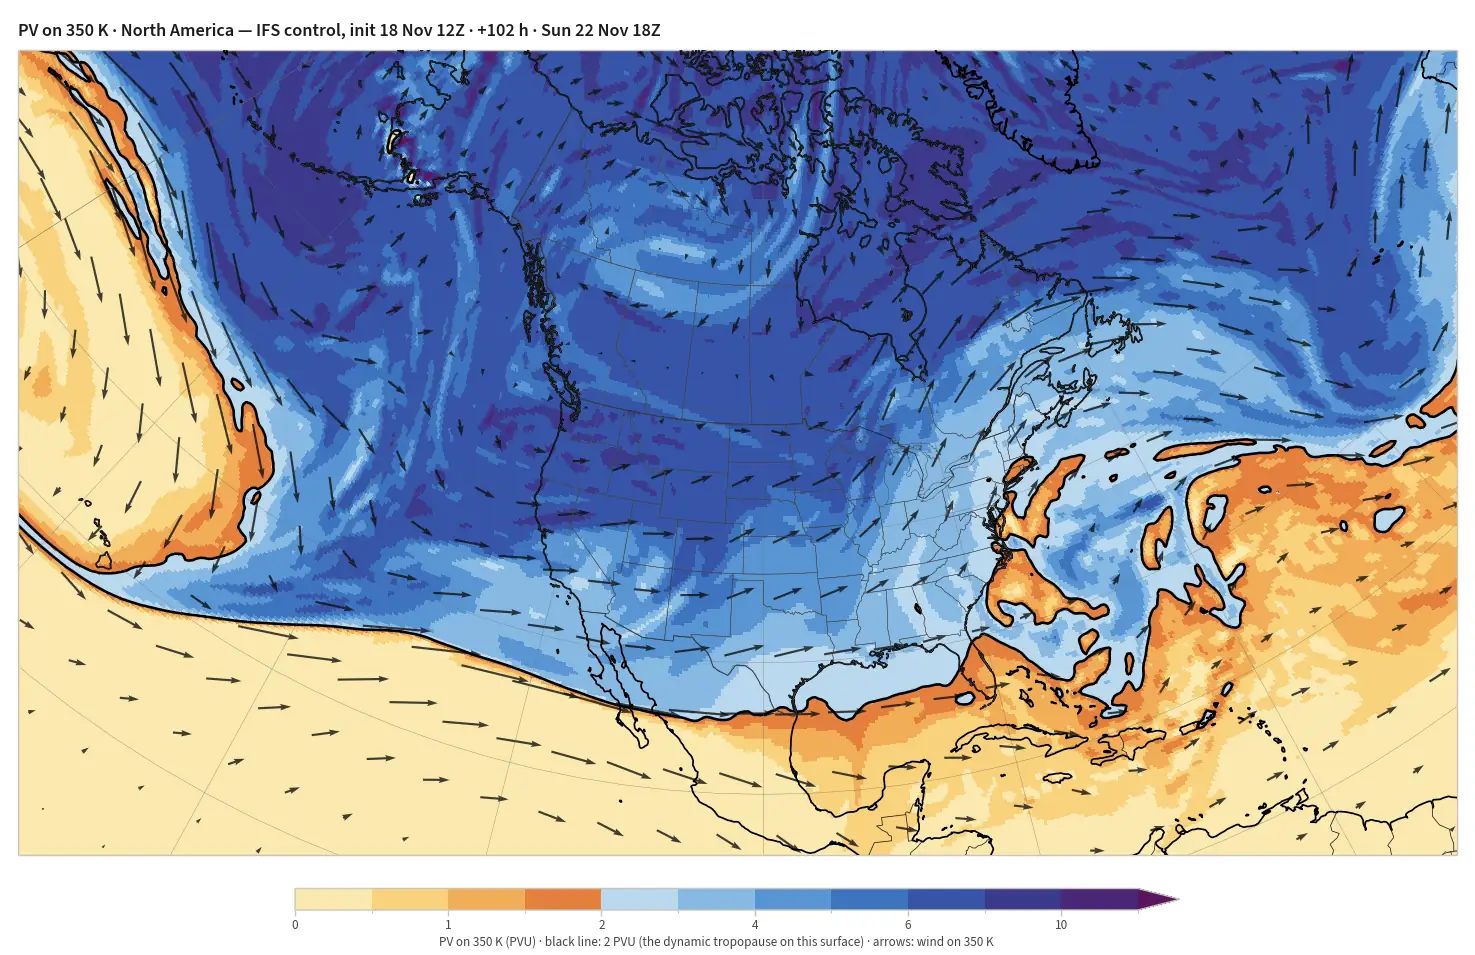 PV on 350 K · North America — IFS control, init 18 Nov 12Z · +102 h · Sun 22 Nov 18Z
0 1 2 4 6 10
PV on 350 K (PVU) · black line: 2 PVU (the dynamic tropopause on this surface) · arrows: wind on 350 K